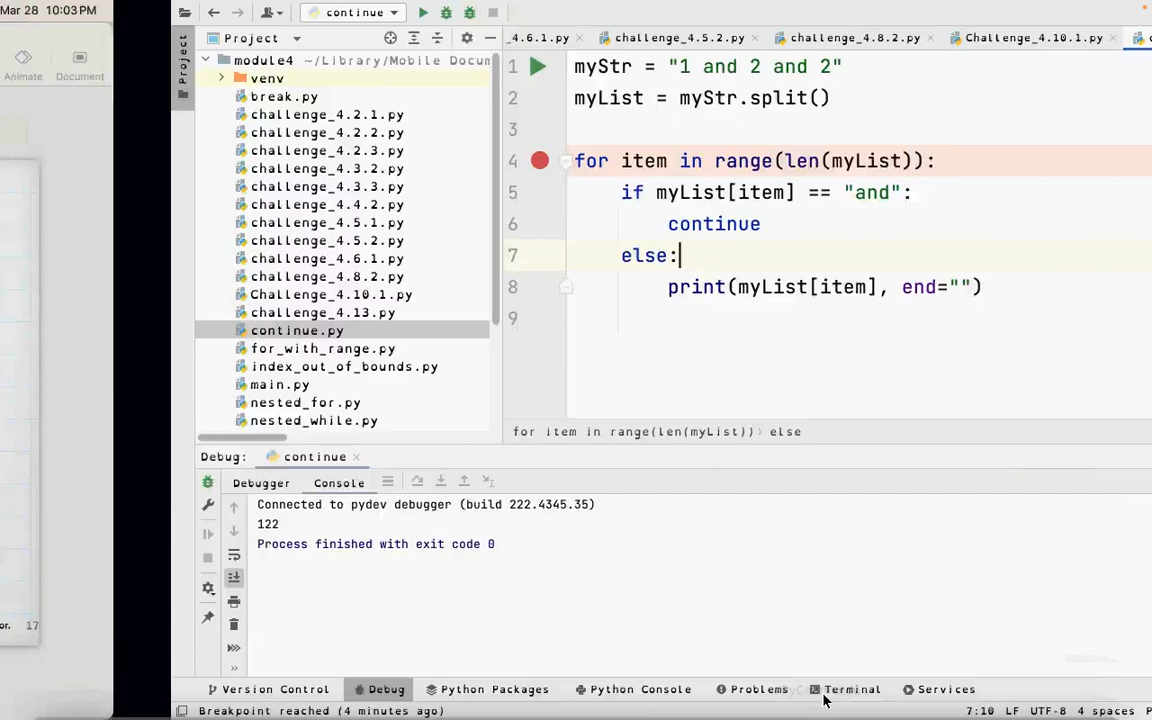 Mar 28 10:03PM
Animate Document
or. 17
continue
Project
Project
_4.6.1.py challenge_4.5.2.py challenge_4.8.2.py Challenge_4.10.1.py
module4 ~/Library/Mobile Docum
venv
break.py
challenge_4.2.1.py
challenge_4.2.2.py
challenge_4.2.3.py
challenge_4.3.2.py
challenge_4.3.3.py
challenge_4.4.2.py
challenge_4.5.1.py
challenge_4.5.2.py
challenge_4.6.1.py
challenge_4.8.2.py
Challenge_4.10.1.py
challenge_4.13.py
continue.py
for_with_range.py
index_out_of_bounds.py
main.py
nested_for.py
nested_while.py
1 myStr = "1 and 2 and 2"
2 myList = myStr.split()
3
4 for item in range(len(myList)):
5 if myList[item] == "and":
6 continue
7 else:
8 print(myList[item], end="")
9
for item in range(len(myList)) › else
Debug: continue
Debugger Console
Connected to pydev debugger (build 222.4345.35)
122
Process finished with exit code 0
Version Control Debug Python Packages Python Console Problems Terminal Services
Breakpoint reached (4 minutes ago) 7:10 LF UTF-8 4 spaces